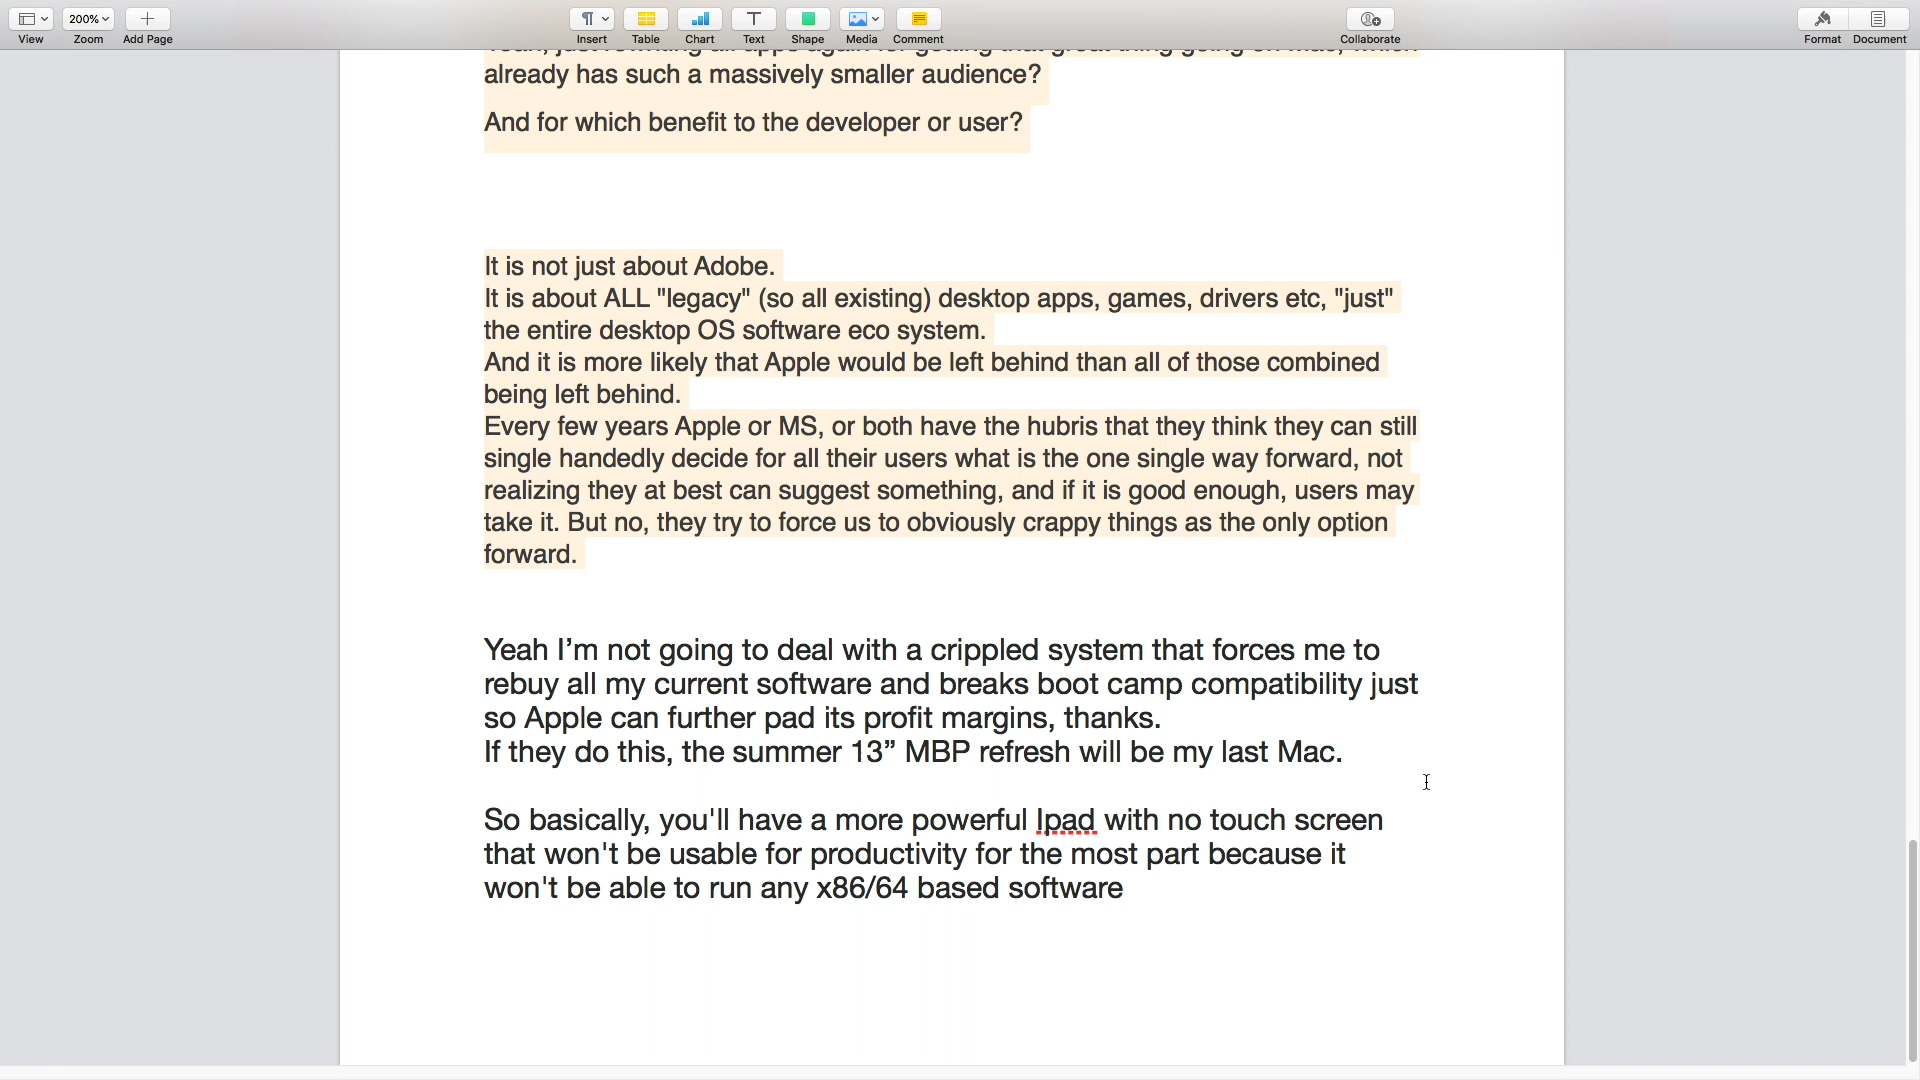 200%
View
Zoom
Add Page
Insert
Table
Chart
Text
Shape
Media
Comment
Collaborate
Format
Document
already has such a massively smaller audience?
And for which benefit to the developer or user?
It is not just about Adobe.
It is about ALL "legacy" (so all existing) desktop apps, games, drivers etc, "just"
the entire desktop OS software eco system.
And it is more likely that Apple would be left behind than all of those combined
being left behind.
Every few years Apple or MS, or both have the hubris that they think they can still
single handedly decide for all their users what is the one single way forward, not
realizing they at best can suggest something, and if it is good enough, users may
take it. But no, they try to force us to obviously crappy things as the only option
forward.
Yeah I’m not going to deal with a crippled system that forces me to
rebuy all my current software and breaks boot camp compatibility just
so Apple can further pad its profit margins, thanks.
If they do this, the summer 13” MBP refresh will be my last Mac.
So basically, you'll have a more powerful Ipad with no touch screen
that won't be usable for productivity for the most part because it
won't be able to run any x86/64 based software